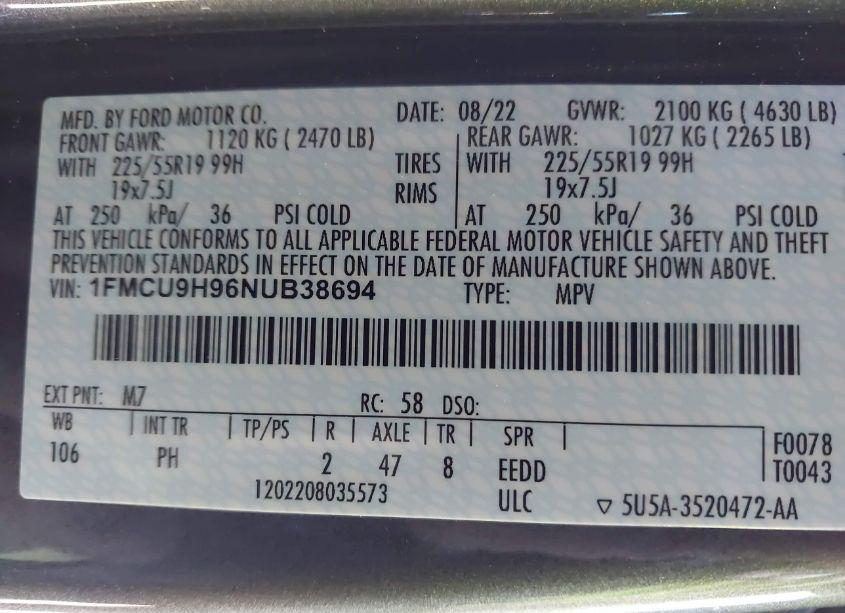 MFD. BY FORD MOTOR CO. DATE: 08/22 GVWR: 2100 KG ( 4630 LB)
FRONT GAWR: 1120 KG ( 2470 LB) REAR GAWR: 1027 KG ( 2265 LB)
WITH 225/55R19 99H TIRES WITH 225/55R19 99H
19x7.5J RIMS 19x7.5J
AT 250 kPa/ 36 PSI COLD AT 250 kPa/ 36 PSI COLD
THIS VEHICLE CONFORMS TO ALL APPLICABLE FEDERAL MOTOR VEHICLE SAFETY AND THEFT
PREVENTION STANDARDS IN EFFECT ON THE DATE OF MANUFACTURE SHOWN ABOVE.
VIN: 1FMCU9H96NUB38694 TYPE: MPV
EXT PNT: M7 RC: 58 DSO:
WB INT TR TP/PS R AXLE TR SPR F0078
106 PH 2 47 8 EEDD T0043
1202208035573 ULC ▽ 5U5A-3520472-AA